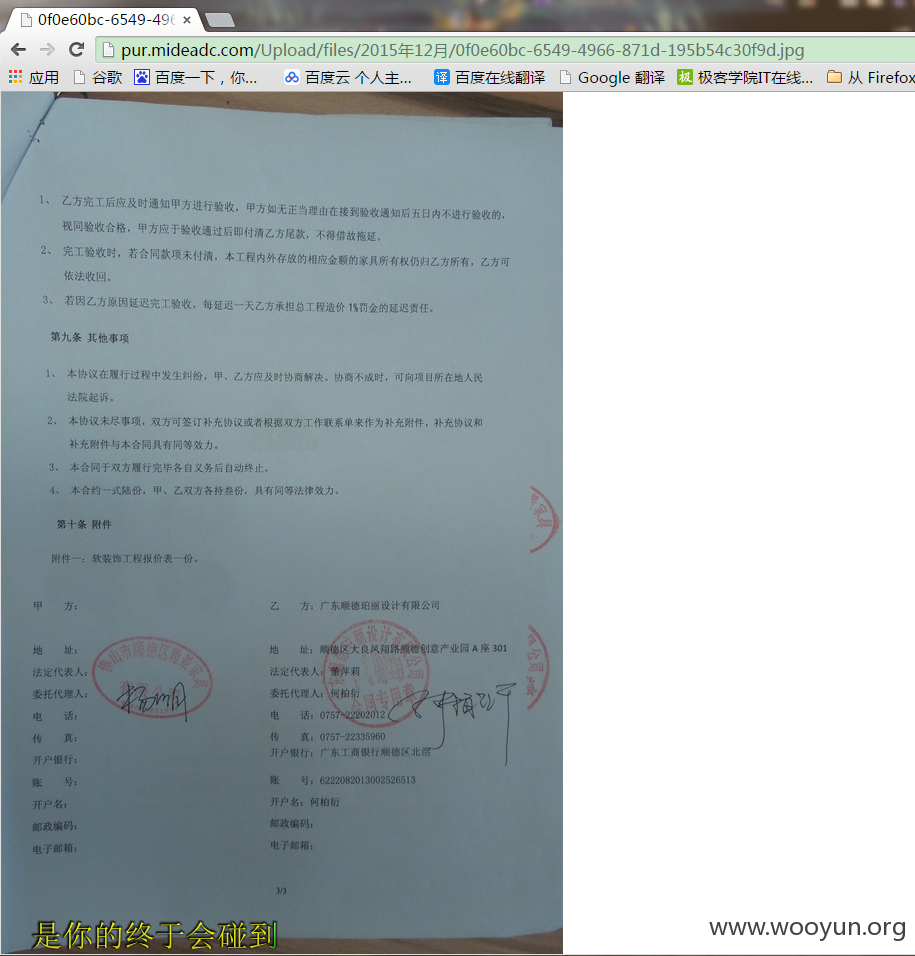 0f0e60bc-6549-496
pur.mideadc.com/Upload/files/2015年12月/0f0e60bc-6549-4966-871d-195b54c30f9d.jpg
应用 谷歌 百度一下，你... 百度云 个人主... 译 百度在线翻译 Google 翻译 极 极客学院IT在线... 从 Firefox
1、 乙方完工后应及时通知甲方进行验收，甲方如无正当理由在接到验收通知后五日内不进行验收的，
视同验收合格，甲方应于验收通过后即付清乙方尾款，不得借故拖延。
2、 完工验收时，若合同款项未付清，本工程内外存放的相应金额的家具所有权仍归乙方所有，乙方可
依法收回。
3、 若因乙方原因延迟完工验收，每延迟一天乙方承担总工程造价 1%罚金的延迟责任。
第九条 其他事项
1、 本协议在履行过程中发生纠纷，甲、乙方应及时协商解决、协商不成时，可向项目所在地人民
法院起诉。
2、 本协议未尽事项，双方可签订补充协议或者根据双方工作联系单来作为补充附件，补充协议和
补充附件与本合同具有同等效力。
3、 本合同于双方履行完毕各自义务后自动终止。
4、 本合约一式陆份，甲、乙双方各持叁份，具有同等法律效力。
第十条 附件
附件一：软装饰工程报价表一份。
甲 方： 乙 方：广东顺德珀丽设计有限公司
地 址： 地 址：顺德区大良凤翔路顺德创意产业园 A 座 301
法定代表人： 法定代表人：董萍莉
委托代理人： 委托代理人：何柏衍
电 话： 电 话：0757-22202012
传 真： 传 真：0757-22335960
开户银行： 开户银行：广东工商银行顺德区北滘
账 号： 账 号：6222082013002526513
开户名： 开户名：何柏衍
邮政编码： 邮政编码：
电子邮箱： 电子邮箱：
合同专用章
3/3
是你的终于会碰到
www.wooyun.org